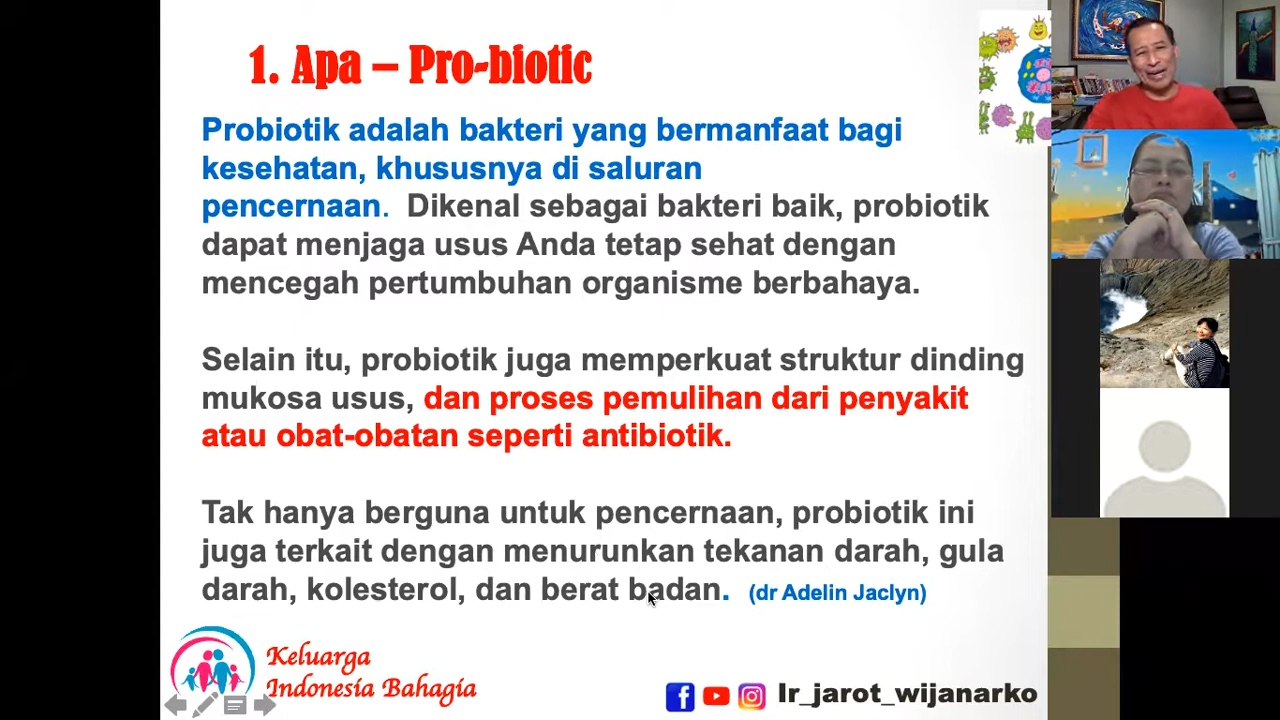 1. Apa – Pro-biotic
Probiotik adalah bakteri yang bermanfaat bagi
kesehatan, khususnya di saluran
pencernaan. Dikenal sebagai bakteri baik, probiotik
dapat menjaga usus Anda tetap sehat dengan
mencegah pertumbuhan organisme berbahaya.
Selain itu, probiotik juga memperkuat struktur dinding
mukosa usus, dan proses pemulihan dari penyakit
atau obat-obatan seperti antibiotik.
Tak hanya berguna untuk pencernaan, probiotik ini
juga terkait dengan menurunkan tekanan darah, gula
darah, kolesterol, dan berat badan. (dr Adelin Jaclyn)
Keluarga
Indonesia Bahagia
Ir_jarot_wijanarko